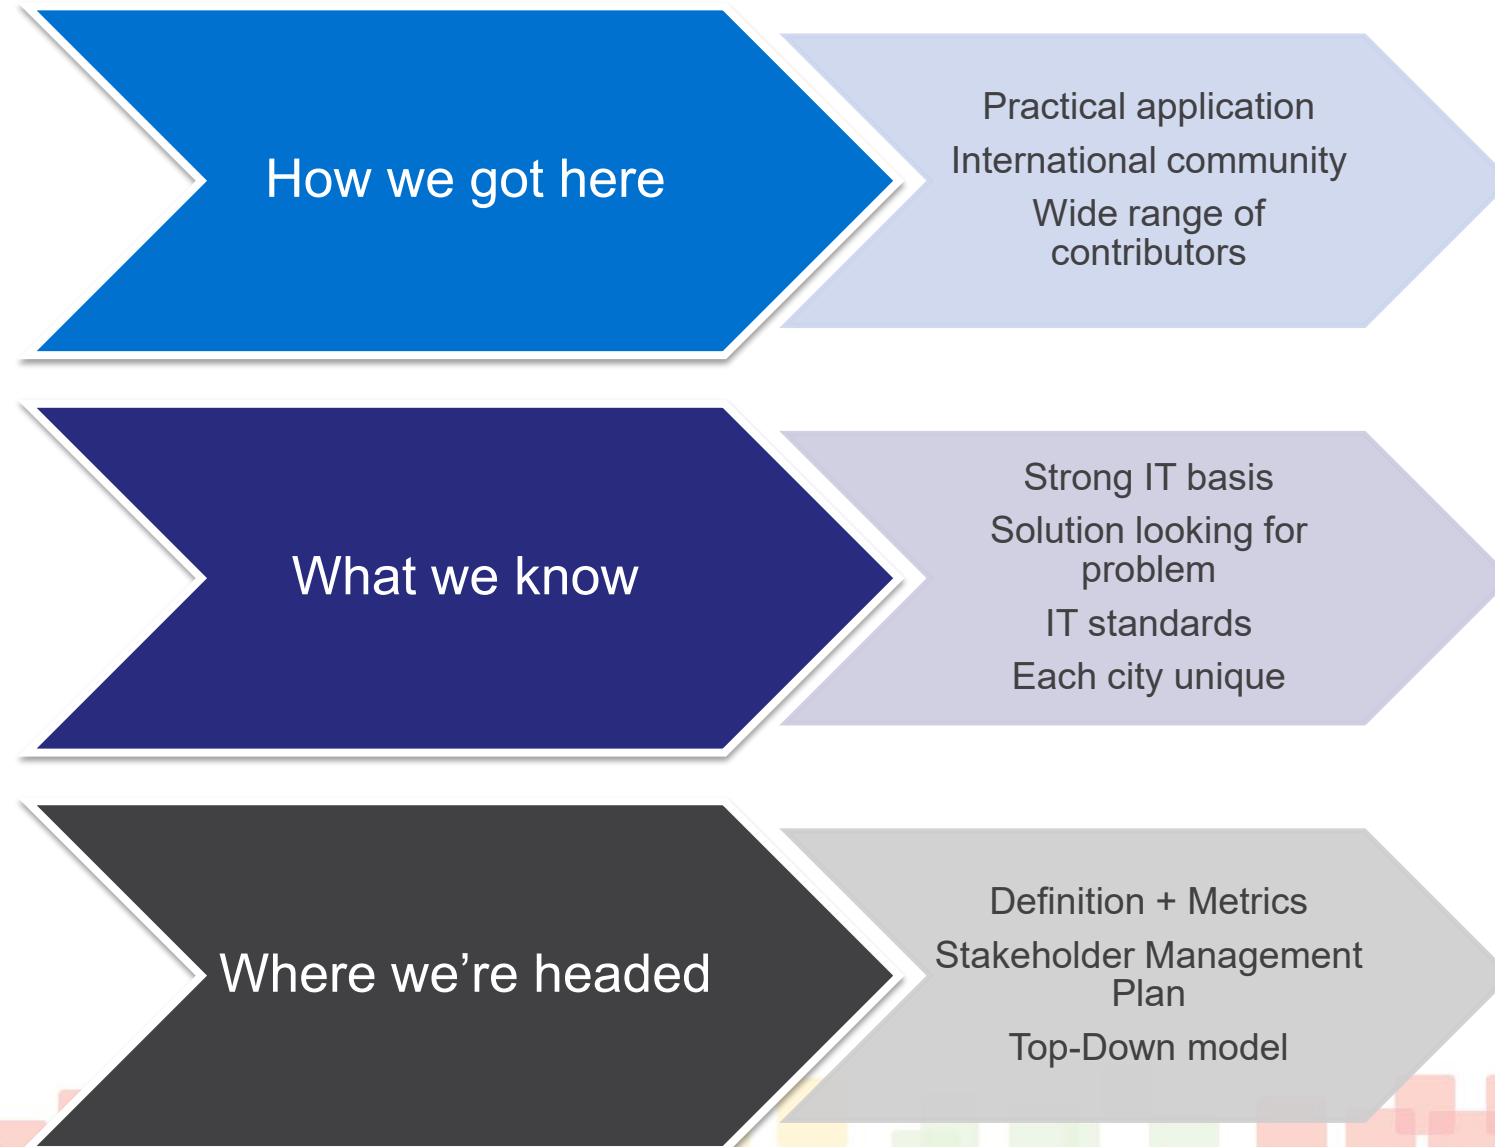 How we got here
Practical application
International community
Wide range of
contributors
What we know
Strong IT basis
Solution looking for
problem
IT standards
Each city unique
Where we’re headed
Definition + Metrics
Stakeholder Management
Plan
Top-Down model